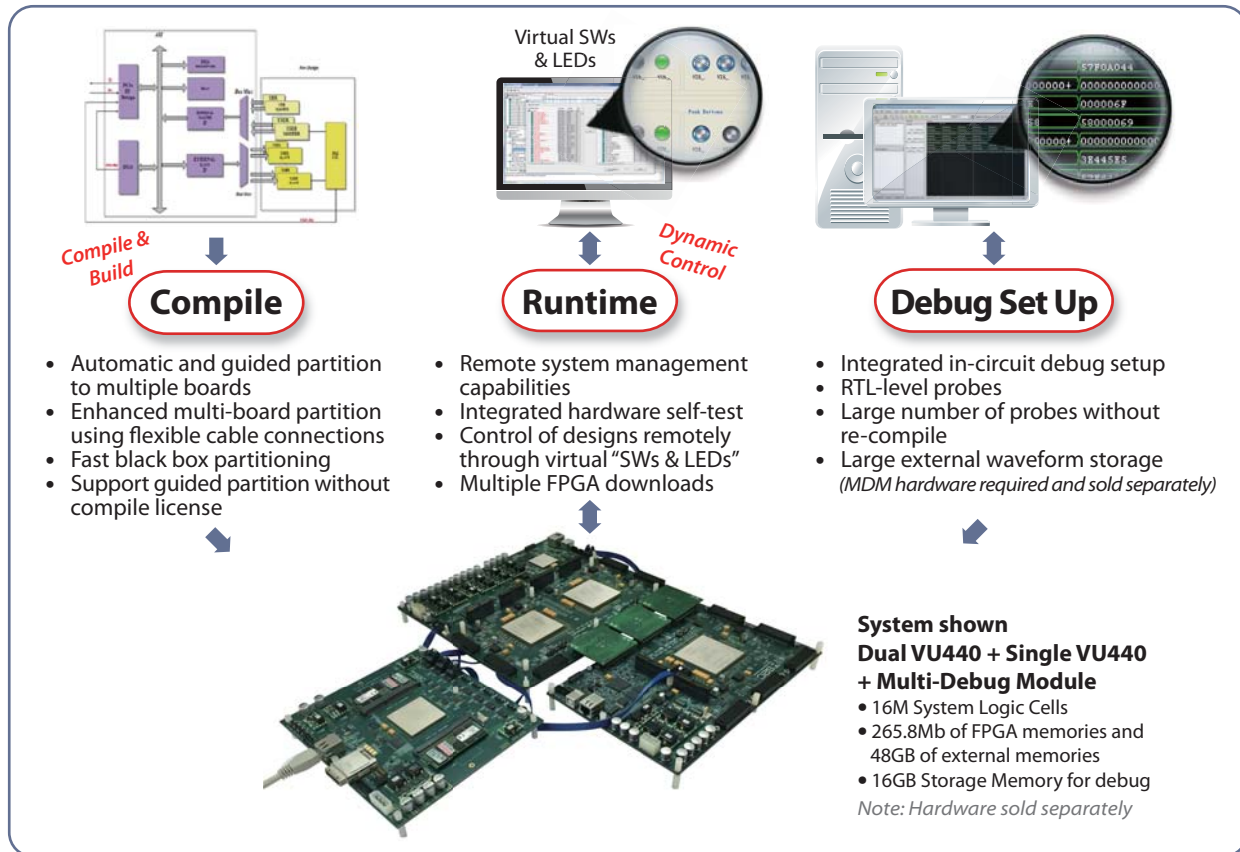 Virtual SWs
& LEDs
Compile &
Build
Dynamic
Control
Compile
Runtime
Debug Set Up
• Automatic and guided partition
to multiple boards
• Enhanced multi-board partition
using flexible cable connections
• Fast black box partitioning
• Support guided partition without
compile license
• Remote system management
capabilities
• Integrated hardware self-test
• Control of designs remotely
through virtual “SWs & LEDs”
• Multiple FPGA downloads
• Integrated in-circuit debug setup
• RTL-level probes
• Large number of probes without
re-compile
• Large external waveform storage
(MDM hardware required and sold separately)
57F0A044
000006F
58000069
3E445E5
Push Buttons
System shown
Dual VU440 + Single VU440
+ Multi-Debug Module
• 16M System Logic Cells
• 265.8Mb of FPGA memories and
48GB of external memories
• 16GB Storage Memory for debug
Note: Hardware sold separately